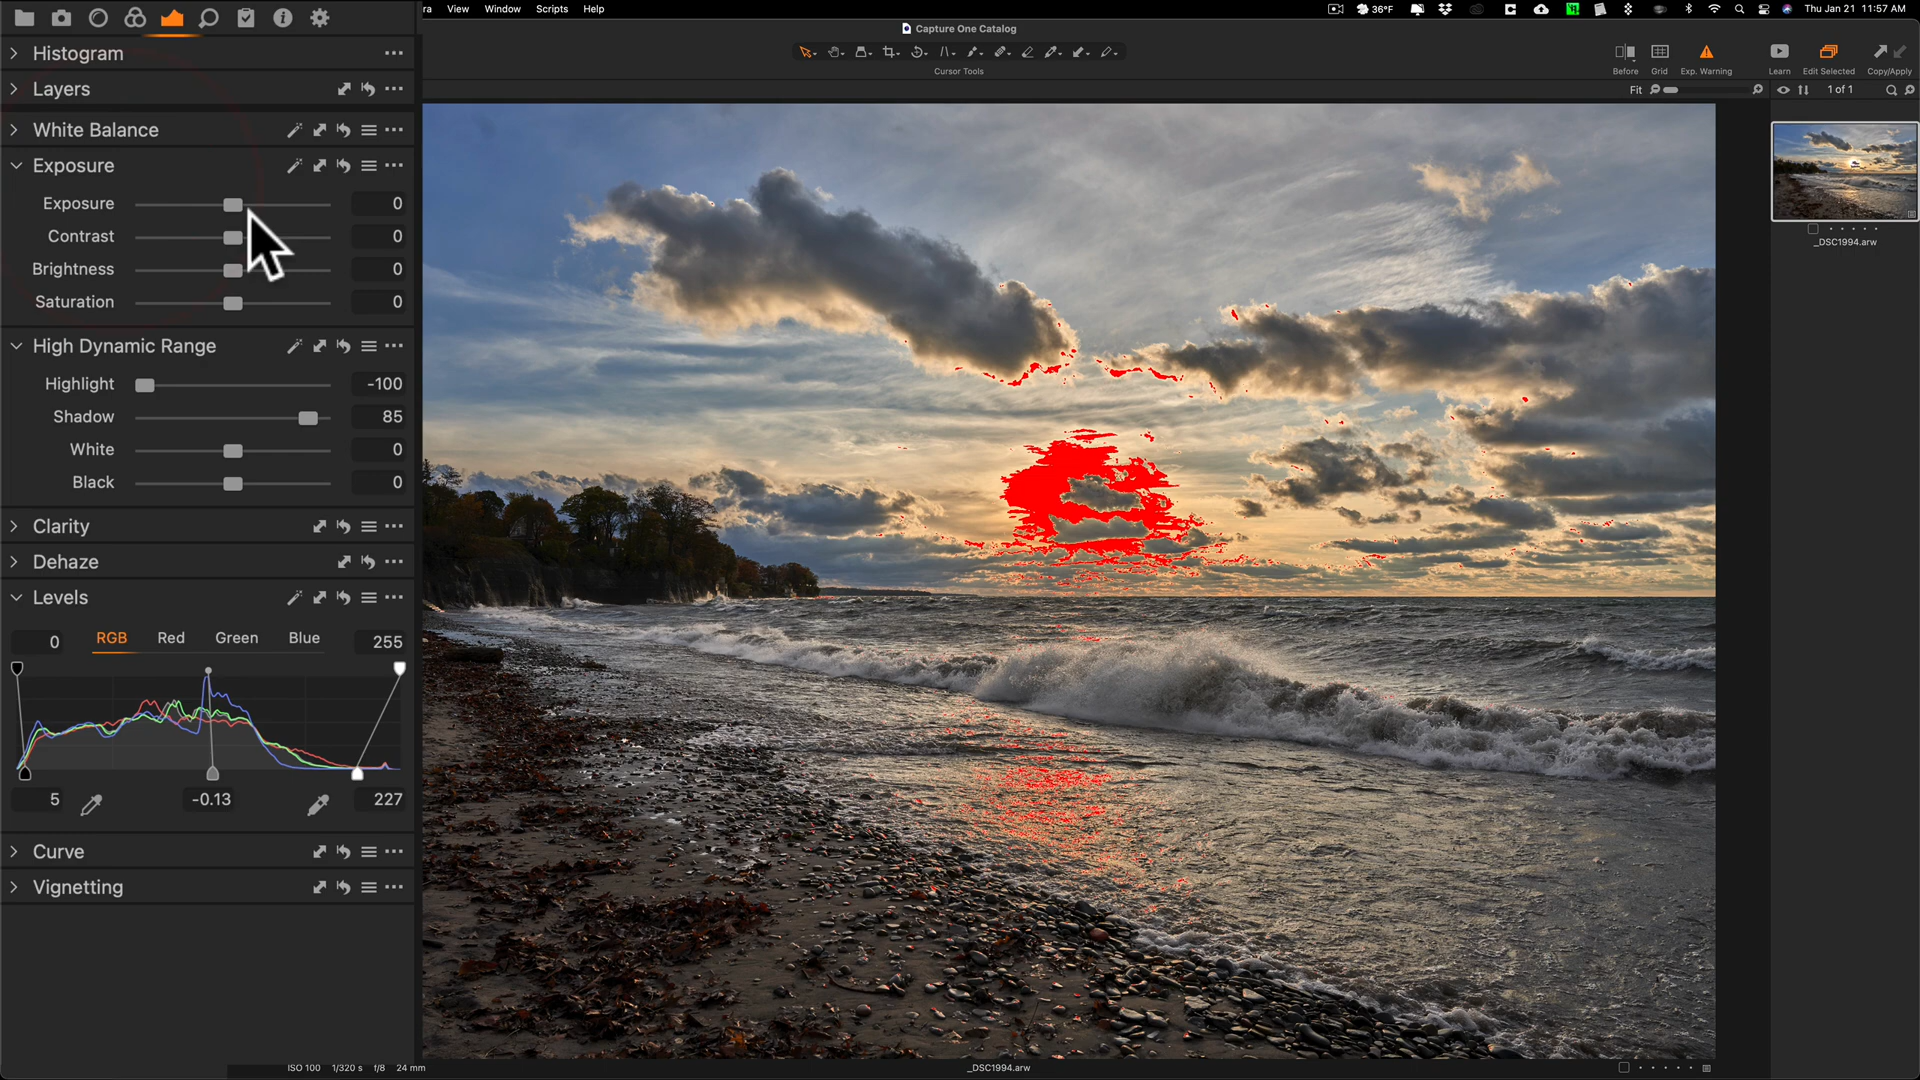 ra View Window Scripts Help
36°F
Thu Jan 21 11:57 AM
Capture One Catalog
Cursor Tools
Before Grid Exp. Warning Learn Edit Selected Copy/Apply
Fit
1 of 1
Histogram
Layers
White Balance
Exposure
Exposure 0
Contrast 0
Brightness 0
Saturation 0
High Dynamic Range
Highlight -100
Shadow 85
White 0
Black 0
Clarity
Dehaze
Levels
0 RGB Red Green Blue 255
5 -0.13 227
Curve
Vignetting
ISO 100 1/320 s f/8 24 mm
_DSC1994.arw
_DSC1994.arw